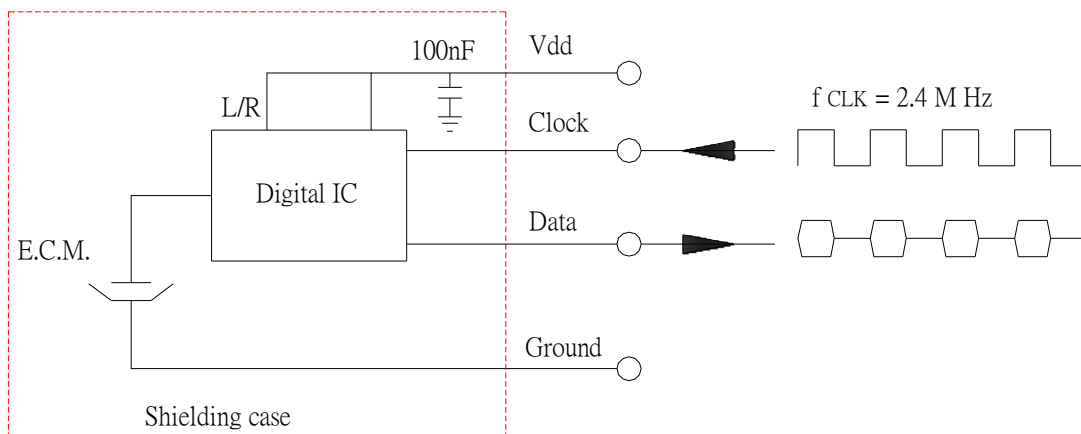 100nF
Vdd
L/R
f CLK = 2.4 M Hz
Clock
Digital IC
Data
E.C.M.
Ground
Shielding case